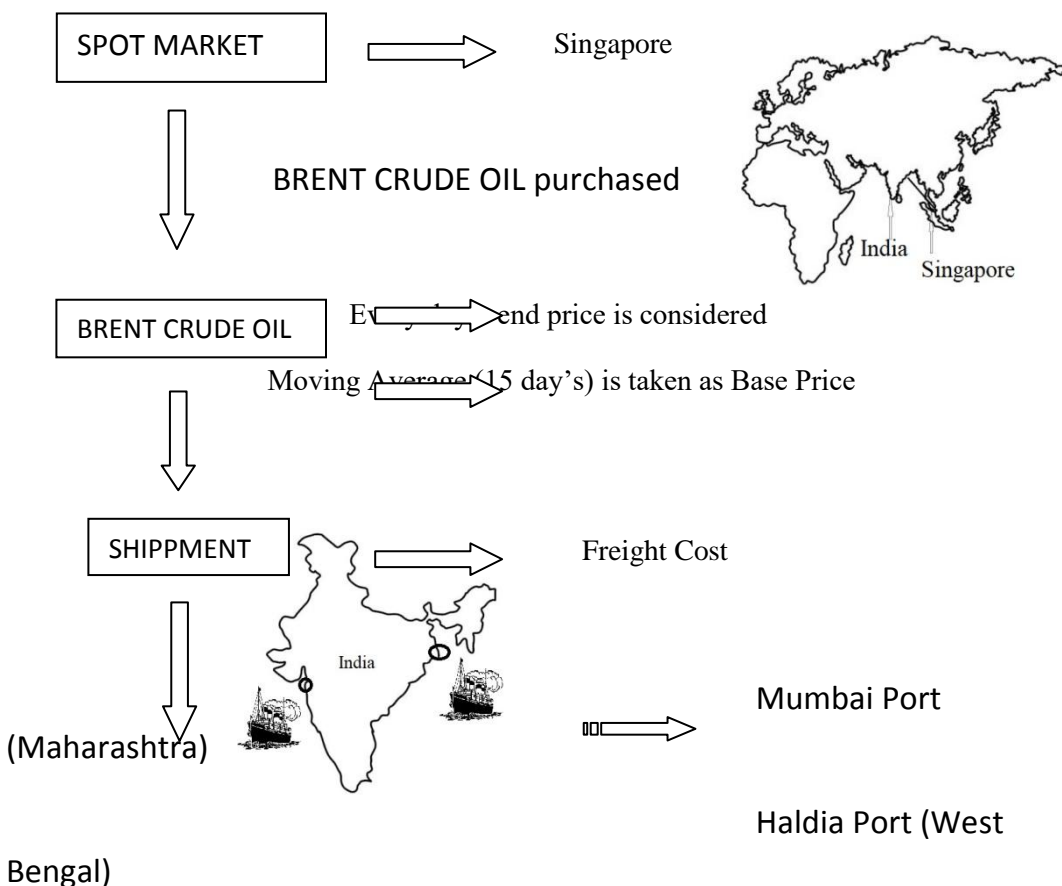 SPOT MARKET
Singapore
BRENT CRUDE OIL purchased
India
Singapore
BRENT CRUDE OIL
end price is considered
Moving Average (15 day's) is taken as Base Price
SHIPPMENT
Freight Cost
India
Mumbai Port
(Maharashtra)
Haldia Port (West
Bengal)